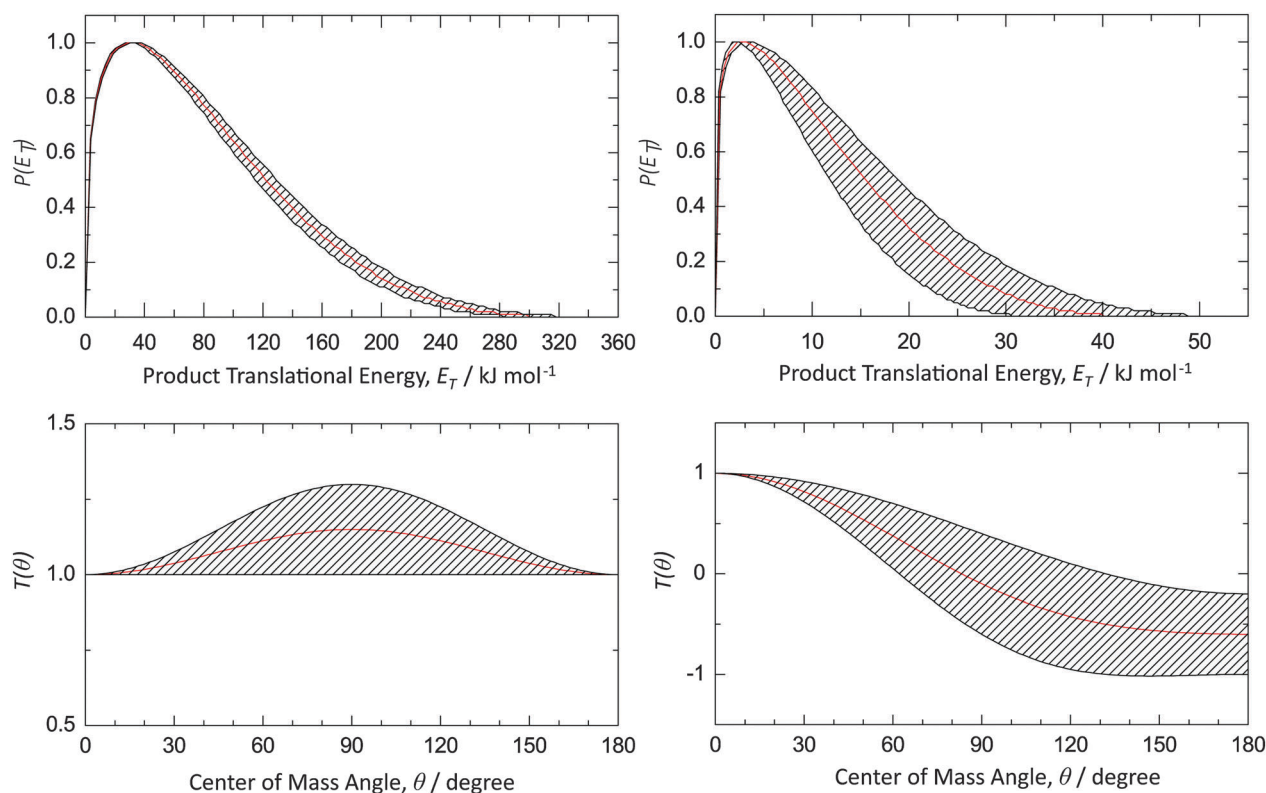 1.0
0.8
0.6
0.4
0.2
0.0
P(E_T)
0 40 80 120 160 200 240 280 320 360
Product Translational Energy, E_T / kJ mol⁻¹
1.0
0.8
0.6
0.4
0.2
0.0
P(E_T)
0 10 20 30 40 50
Product Translational Energy, E_T / kJ mol⁻¹
1.5
1.0
0.5
T(θ)
0 30 60 90 120 150 180
Center of Mass Angle, θ / degree
1
0
-1
T(θ)
0 30 60 90 120 150 180
Center of Mass Angle, θ / degree